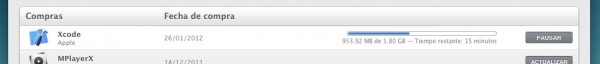 Compras Fecha de compra
Xcode
Apple 26/01/2012 953.92 MB de 1.80 GB — Tiempo restante: 15 minutos PAUSAR
MPlayerX
14/12/2011 ACTUALIZAR